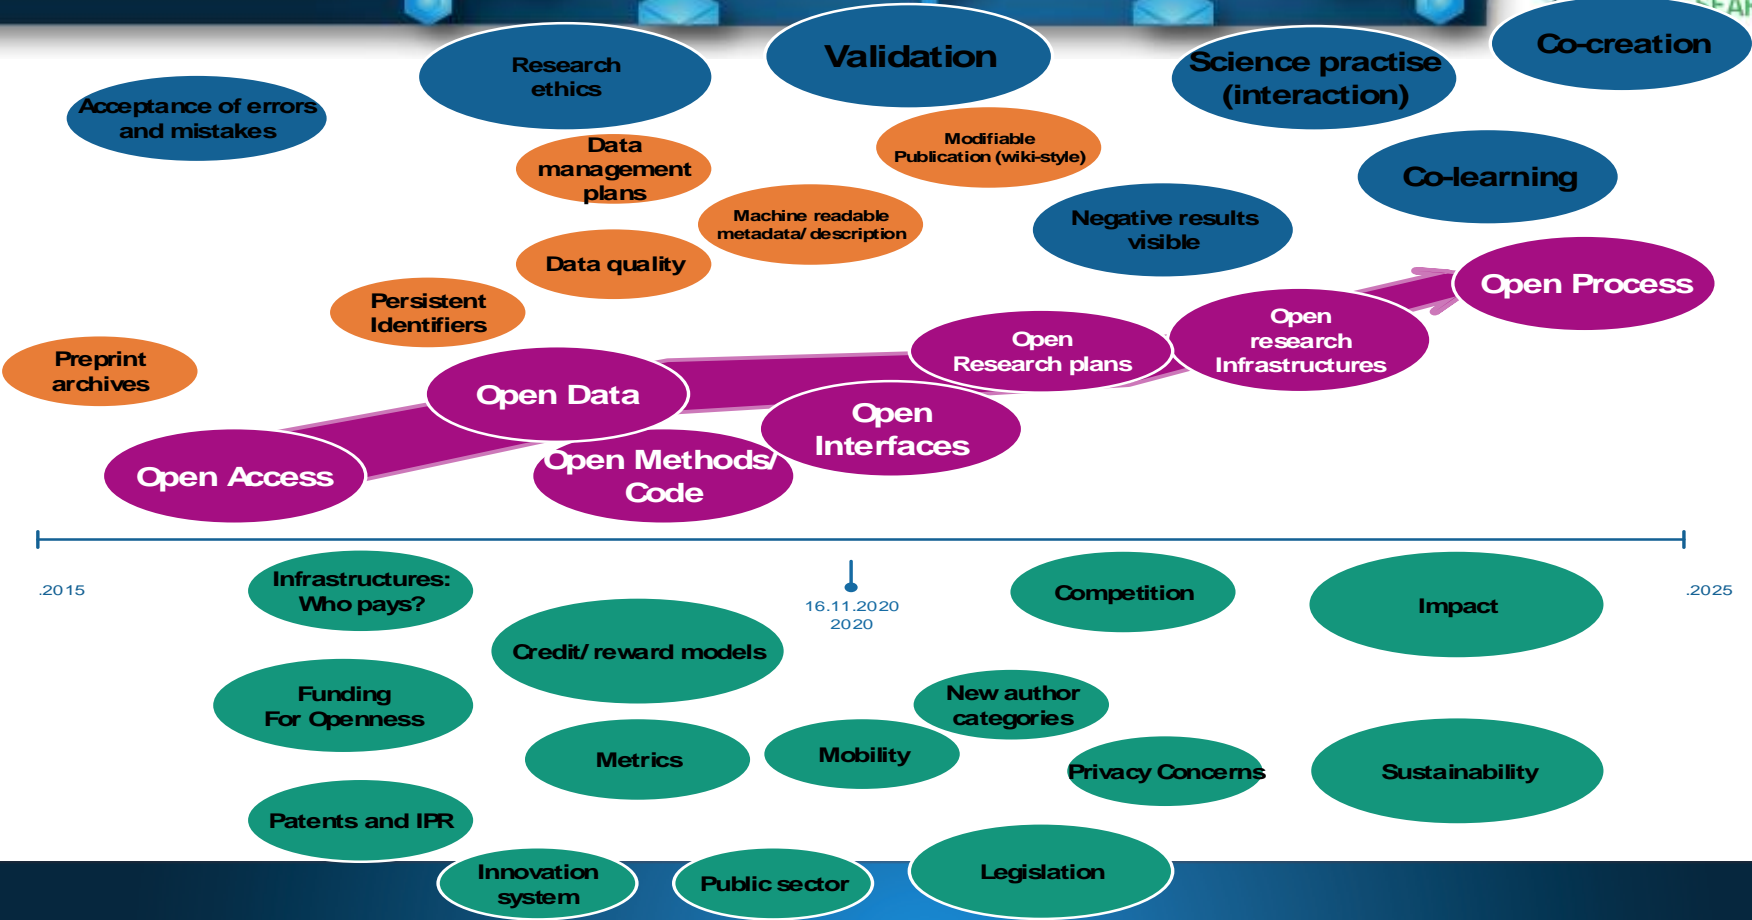 Co-creation
Validation
Science practise
(interaction)
Research
ethics
Acceptance of errors
and mistakes
Data
management
plans
Modifiable
Publication (wiki-style)
Co-learning
Machine readable
metadata/ description
Negative results
visible
Data quality
Open Process
Persistent
Identifiers
Open
research
Infrastructures
Open
Research plans
Preprint
archives
Open Data
Open
Interfaces
Open Access
Open Methods/
Code
.2015
16.11.2020
2020
.2025
Infrastructures:
Who pays?
Competition
Impact
Credit/ reward models
Funding
For Openness
New author
categories
Metrics
Mobility
Privacy Concerns
Sustainability
Patents and IPR
Innovation
system
Public sector
Legislation